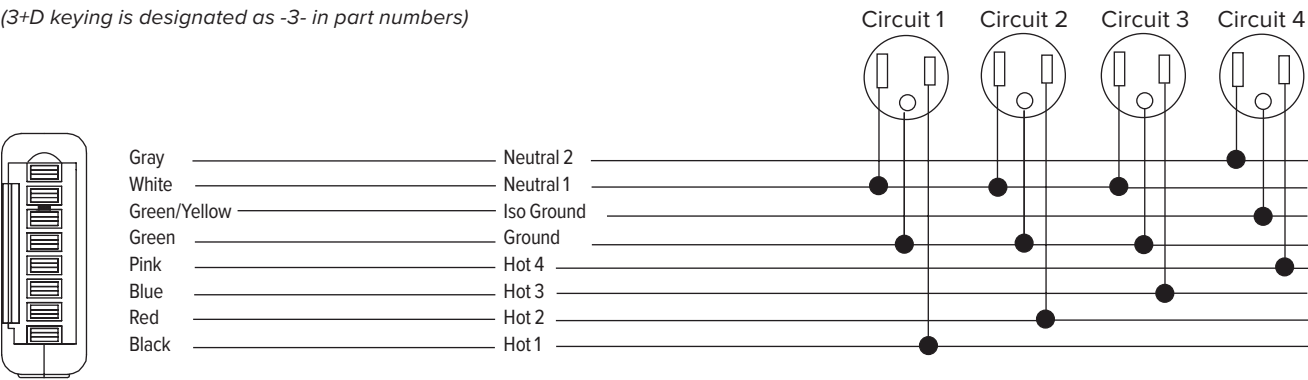 (3+D keying is designated as -3- in part numbers)
Circuit 1 Circuit 2 Circuit 3 Circuit 4
Gray Neutral 2
White Neutral 1
Green/Yellow Iso Ground
Green Ground
Pink Hot 4
Blue Hot 3
Red Hot 2
Black Hot 1